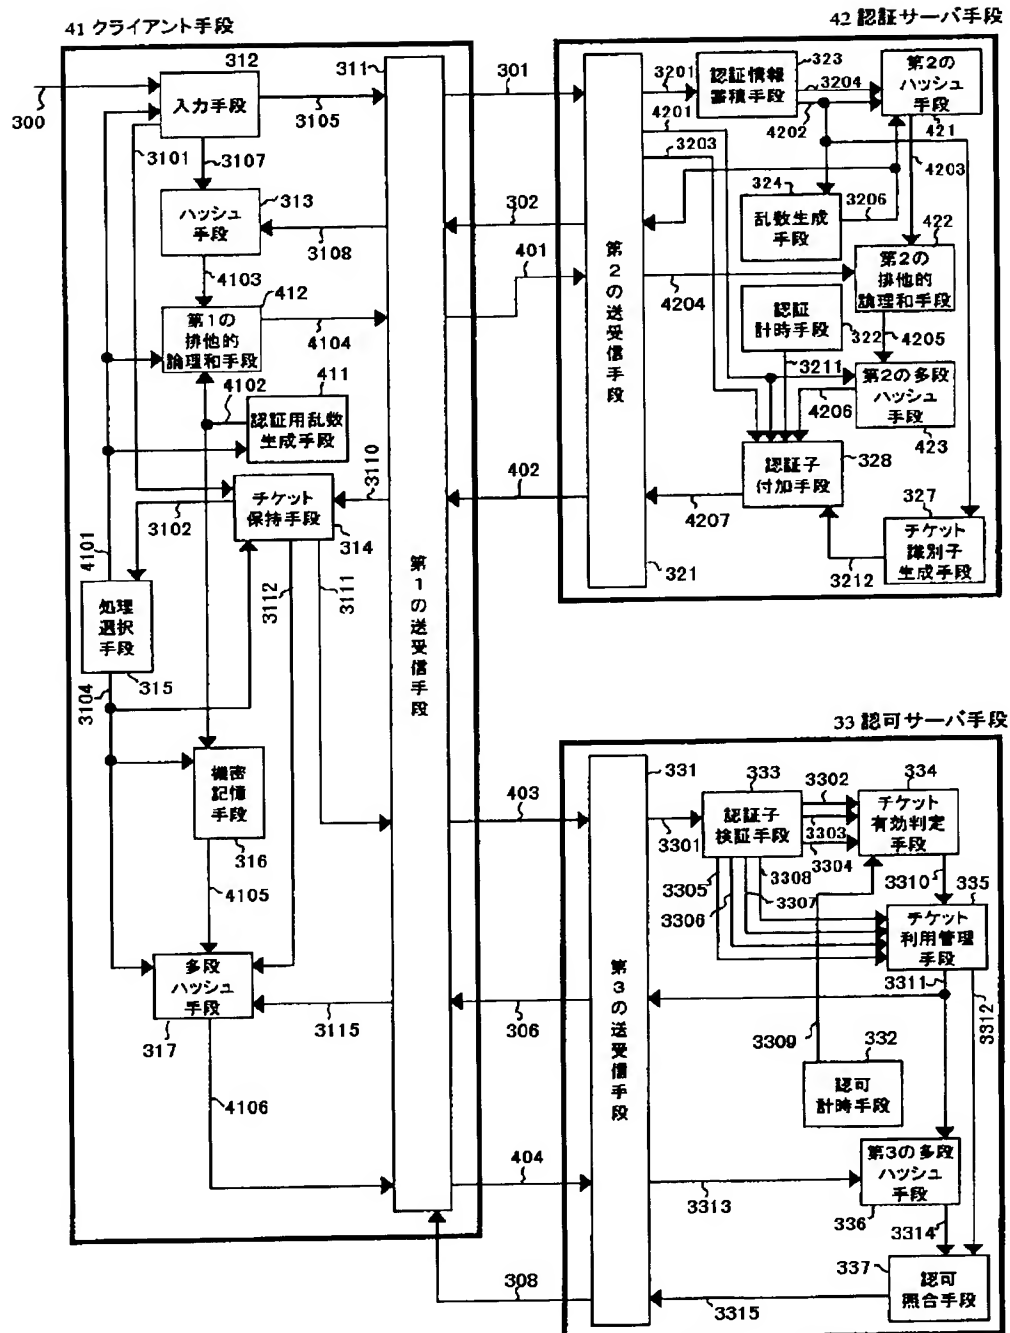 41 クライアント手段
42 認証サーバ手段
300
312
入力手段
3105
3101
3107
313
ハッシュ
手段
3108
4103
412
第1の
排他的
論理和手段
4104
4102
411
認証用乱数
生成手段
3110
チケット
保持手段
314
3102
4101
3112
3111
処理
選択
手段
315
3104
機密
記憶
手段
316
4105
多段
ハッシュ
手段
317
3115
4106
311
第1の送受信手段
301
302
401
402
403
306
404
308
第2の送受信手段
321
3201
4201
3203
認証情報
蓄積手段
323
3204
4202
第2の
ハッシュ
手段
421
4203
324
乱数生成
手段
3206
422
第2の
排他的
論理和手段
4204
認証
計時手段
322
3211
4205
4206
第2の多段
ハッシュ
手段
423
認証子
付加手段
328
4207
327
チケット
識別子
生成手段
3212
33 認可サーバ手段
331
第3の送受信手段
3301
333
認証子
検証手段
3302
3303
3304
334
チケット
有効判定
手段
3305
3306
3308
3307
3310
335
チケット
利用管理
手段
3311
3312
3309
332
認可
計時手段
第3の多段
ハッシュ
手段
3313
336
3314
337
認可
照合手段
3315